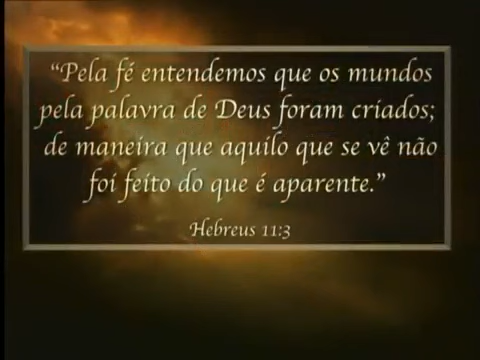 “Pela fé entendemos que os mundos
pela palavra de Deus foram criados;
de maneira que aquilo que se vê não
foi feito do que é aparente.”
Hebreus 11:3